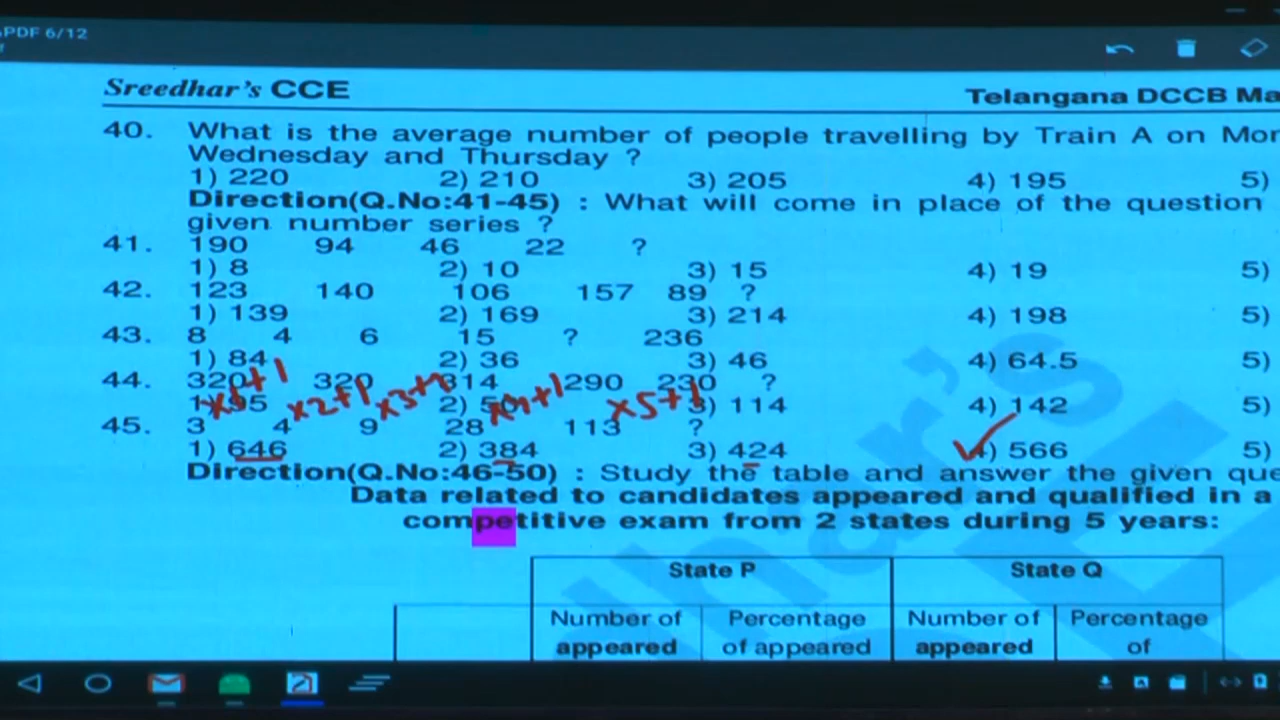 PDF 6/12
Sreedhar's CCE Telangana DCCB Ma
40. What is the average number of people travelling by Train A on Mon
Wednesday and Thursday ?
1) 220 2) 210 3) 205 4) 195 5)
Direction(Q.No:41-45) : What will come in place of the question
given number series ?
41. 190 94 46 22 ?
1) 8 2) 10 3) 15 4) 19 5)
42. 123 140 106 157 89 ?
1) 139 2) 169 3) 214 4) 198 5)
43. 8 4 6 15 ? 236
1) 84 2) 36 3) 46 4) 64.5 5)
44. 320 320 314 290 230 ?
3) 114 4) 142 5)
x2+1 x5+1
45. 3 4 9 28 113 ?
1) 646 2) 384 3) 424 4) 566 5)
Direction(Q.No:46-50) : Study the table and answer the given que
Data related to candidates appeared and qualified in a
competitive exam from 2 states during 5 years:
State P State Q
Number of Percentage Number of Percentage
appeared of appeared appeared of